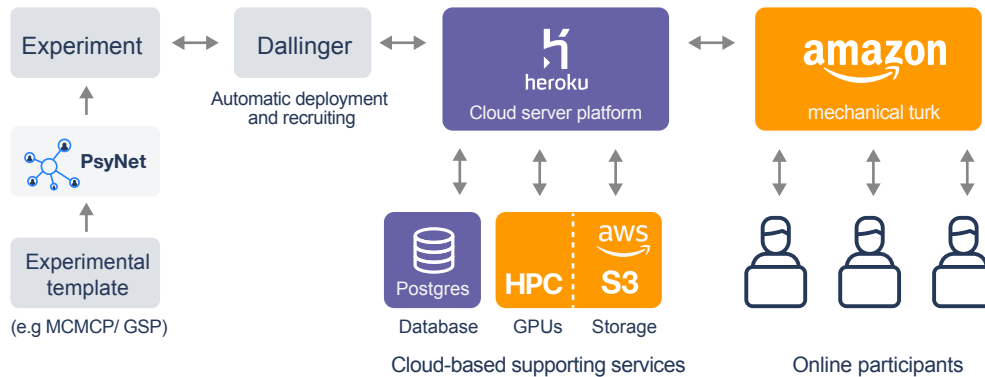 Experiment
Dallinger
heroku
Cloud server platform
amazon
mechanical turk
Automatic deployment
and recruiting
PsyNet
Experimental
template
(e.g MCMCP/ GSP)
Postgres
HPC
aws
S3
Database
GPUs
Storage
Cloud-based supporting services
Online participants